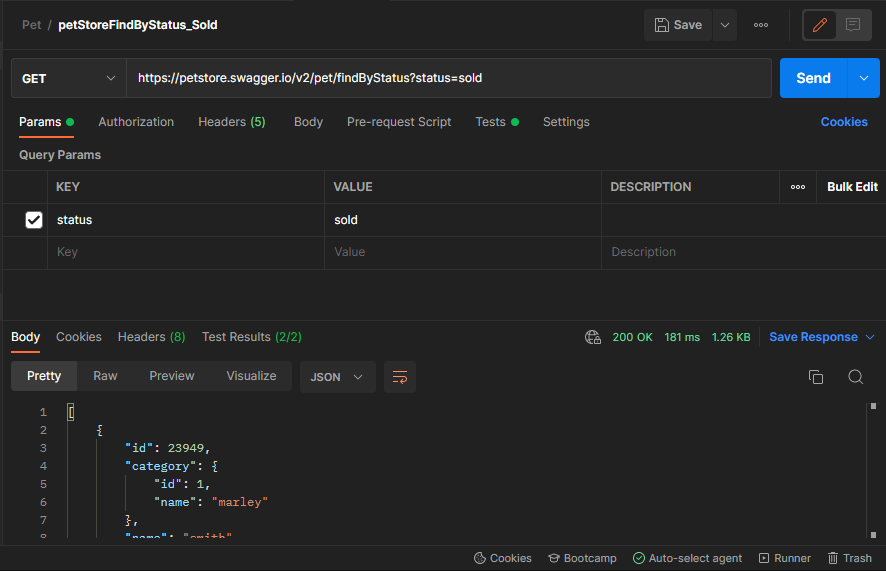 Pet / petStoreFindByStatus_Sold
Save
GET https://petstore.swagger.io/v2/pet/findByStatus?status=sold Send
Params Authorization Headers (5) Body Pre-request Script Tests Settings Cookies
Query Params
KEY VALUE DESCRIPTION Bulk Edit
status sold
Key Value Description
Body Cookies Headers (8) Test Results (2/2) 200 OK 181 ms 1.26 KB Save Response
Pretty Raw Preview Visualize JSON
1 [
2 {
3 "id": 23949,
4 "category": {
5 "id": 1,
6 "name": "marley"
7 },
8 "name": "smith"
Cookies Bootcamp Auto-select agent Runner Trash